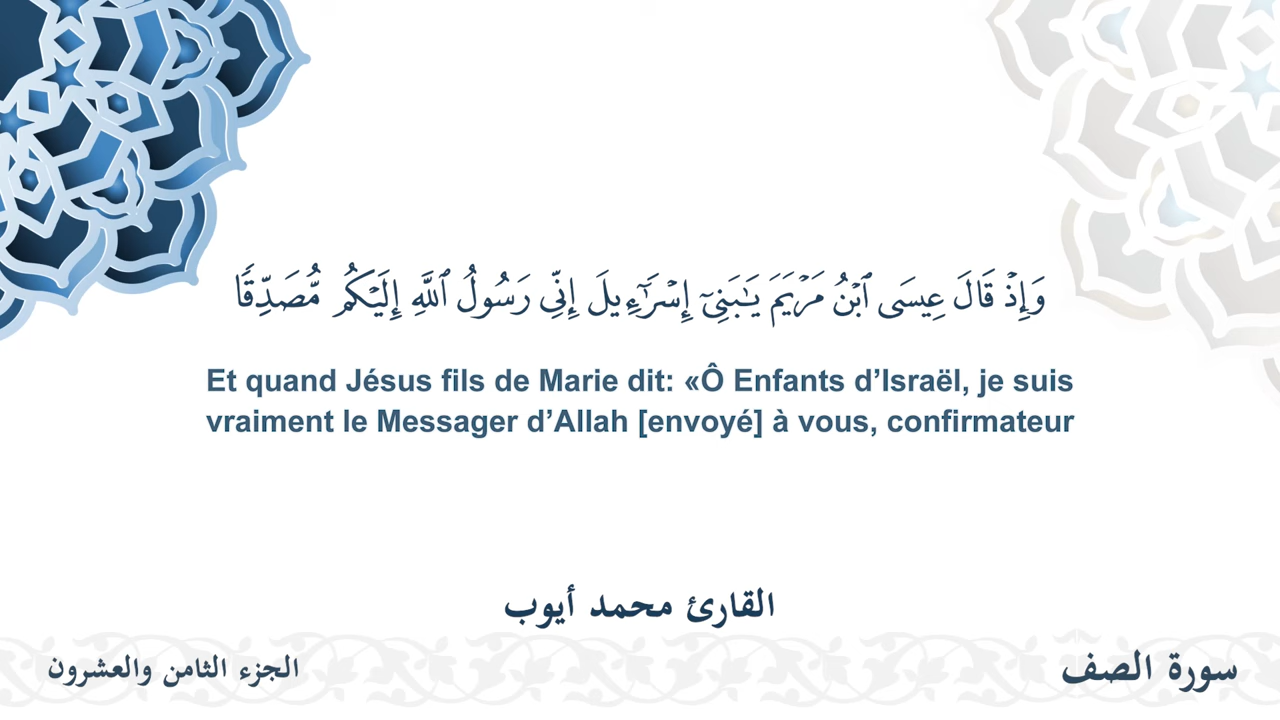 وَإِذْ قَالَ عِيسَى ٱبْنُ مَرْيَمَ يَـٰبَنِىٓ إِسْرَٰٓءِيلَ إِنِّى رَسُولُ ٱللَّهِ إِلَيْكُم مُّصَدِّقًا
Et quand Jésus fils de Marie dit: «Ô Enfants d’Israël, je suis
vraiment le Messager d’Allah [envoyé] à vous, confirmateur
القارئ محمد أيوب
سورة الصف
الجزء الثامن والعشرون